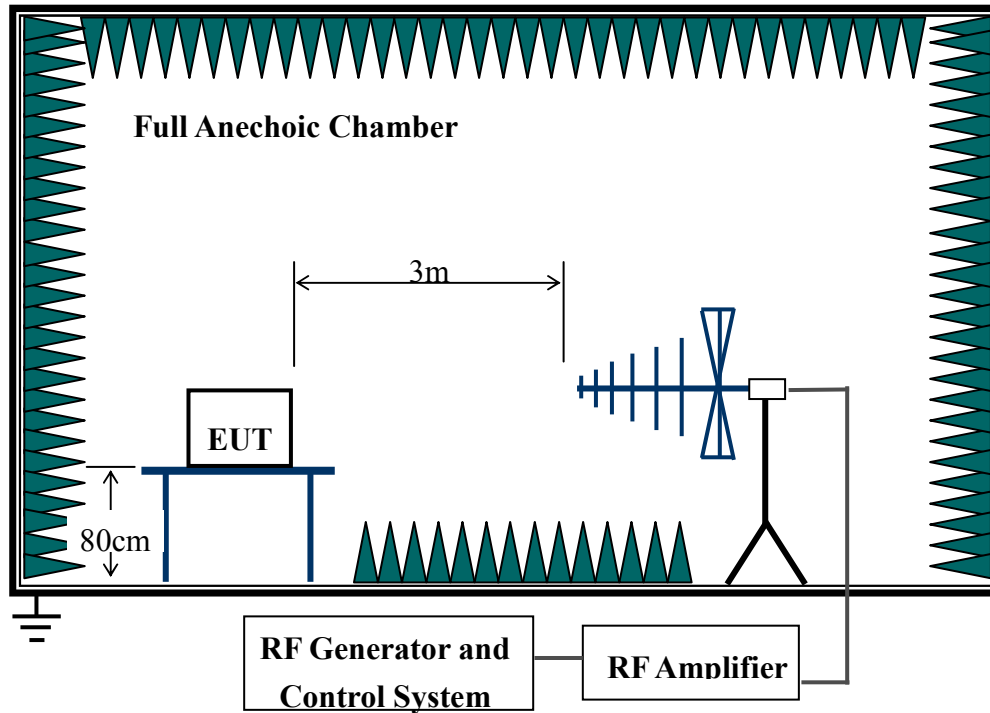 Full Anechoic Chamber
3m
EUT
80cm
RF Generator and
Control System
RF Amplifier